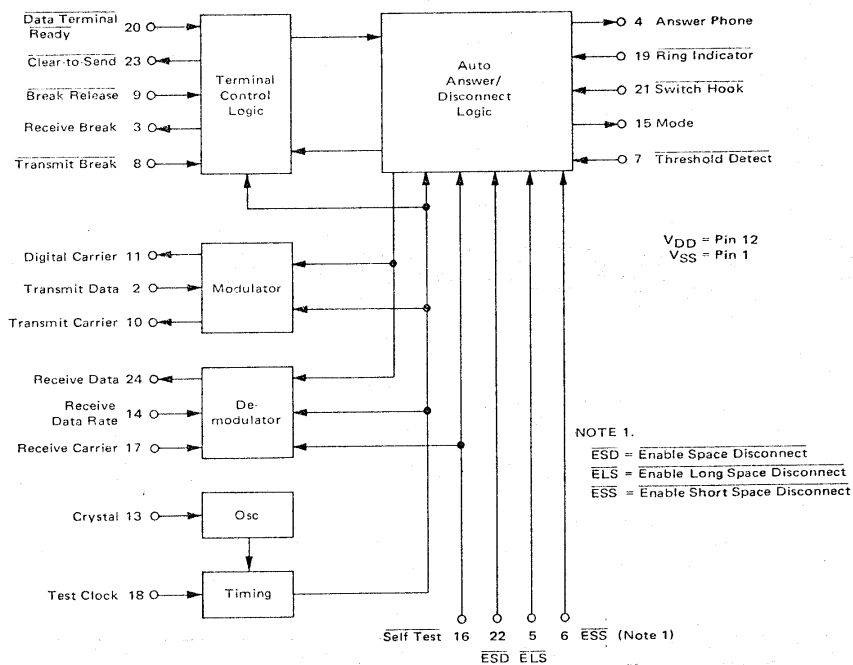 Data Terminal
Ready 20
Clear-to-Send 23
Break Release 9
Receive Break 3
Transmit Break 8
Terminal
Control
Logic
Auto
Answer/
Disconnect
Logic
4 Answer Phone
19 Ring Indicator
21 Switch Hook
15 Mode
7 Threshold Detect
VDD = Pin 12
VSS = Pin 1
Digital Carrier 11
Transmit Data 2
Transmit Carrier 10
Modulator
Receive Data 24
Receive
Data Rate 14
Receive Carrier 17
De-
modulator
NOTE 1.
ESD = Enable Space Disconnect
ELS = Enable Long Space Disconnect
ESS = Enable Short Space Disconnect
Crystal 13
Osc
Test Clock 18
Timing
Self Test 16 22 5 6 ESS (Note 1)
ESD ELS